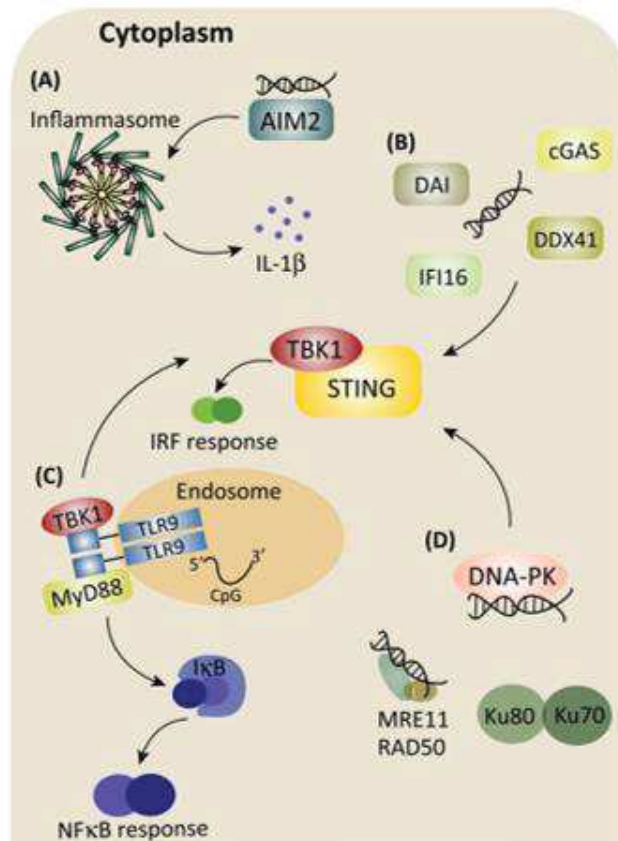 Cytoplasm
(A)
Inflammasome
AIM2
IL-1β
(B)
cGAS
DAI
DDX41
IFI16
TBK1
STING
IRF response
(C)
Endosome
TBK1
TLR9
TLR9
MyD88
5' 3'
CpG
IκB
NFκB response
(D)
DNA-PK
MRE11
RAD50
Ku80 Ku70